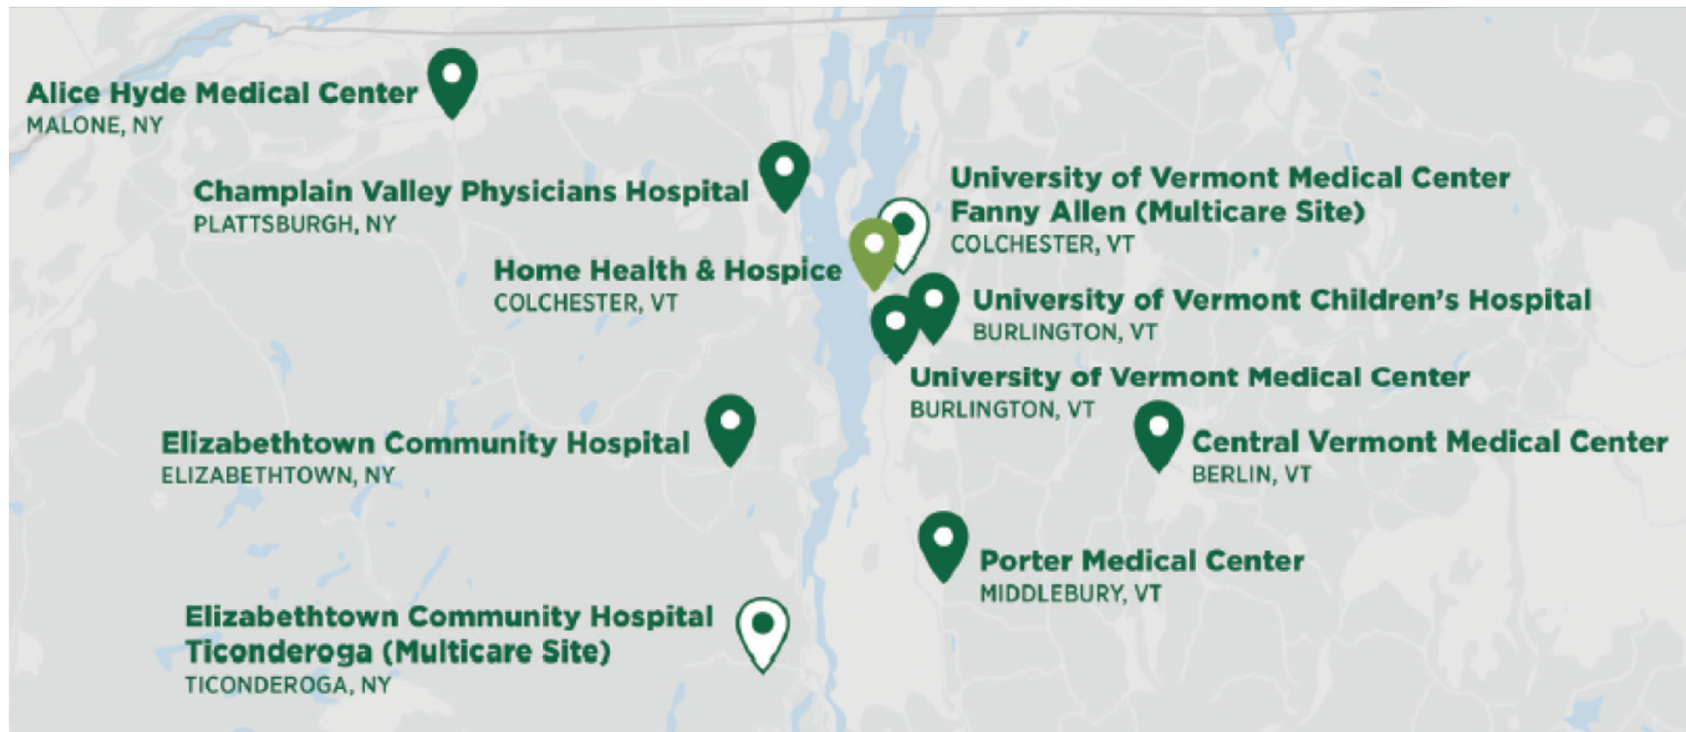 Alice Hyde Medical Center
MALONE, NY
Champlain Valley Physicians Hospital
PLATTSBURGH, NY
University of Vermont Medical Center
Fanny Allen (Multicare Site)
COLCHESTER, VT
Home Health & Hospice
COLCHESTER, VT
University of Vermont Children's Hospital
BURLINGTON, VT
University of Vermont Medical Center
BURLINGTON, VT
Elizabethtown Community Hospital
ELIZABETHTOWN, NY
Central Vermont Medical Center
BERLIN, VT
Porter Medical Center
MIDDLEBURY, VT
Elizabethtown Community Hospital
Ticonderoga (Multicare Site)
TICONDEROGA, NY